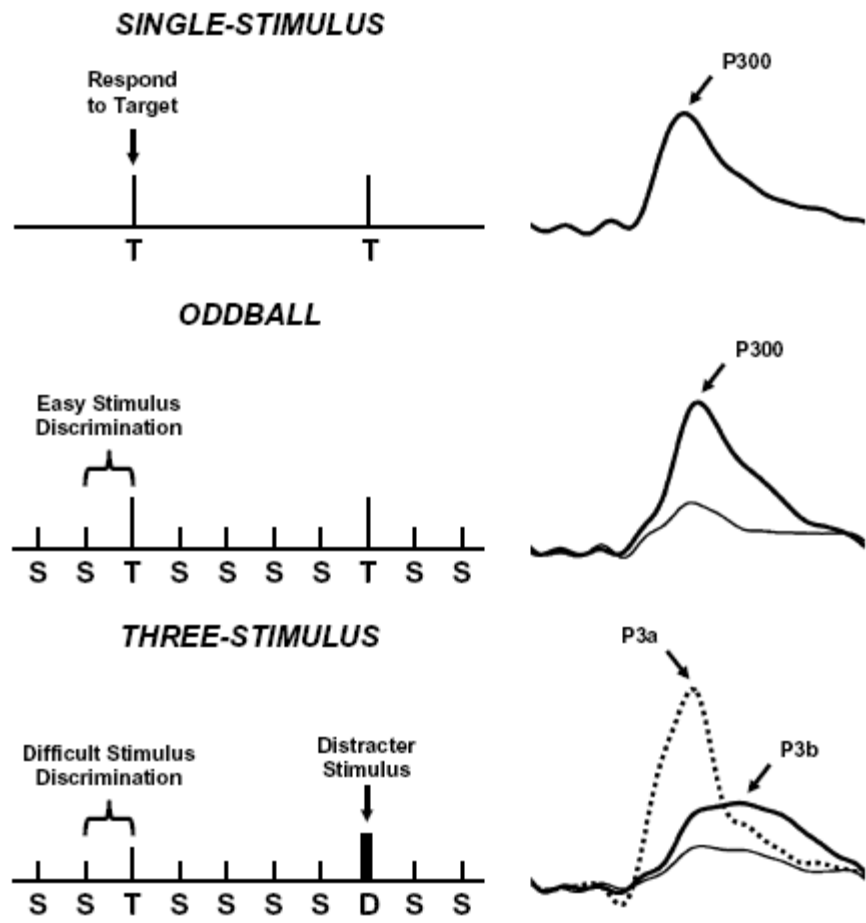 SINGLE-STIMULUS
Respond
to Target
P300
T T
ODDBALL
Easy Stimulus
Discrimination
P300
S S T S S S S T S S
THREE-STIMULUS
Difficult Stimulus
Discrimination
Distracter
Stimulus
P3a
P3b
S S T S S S S D S S